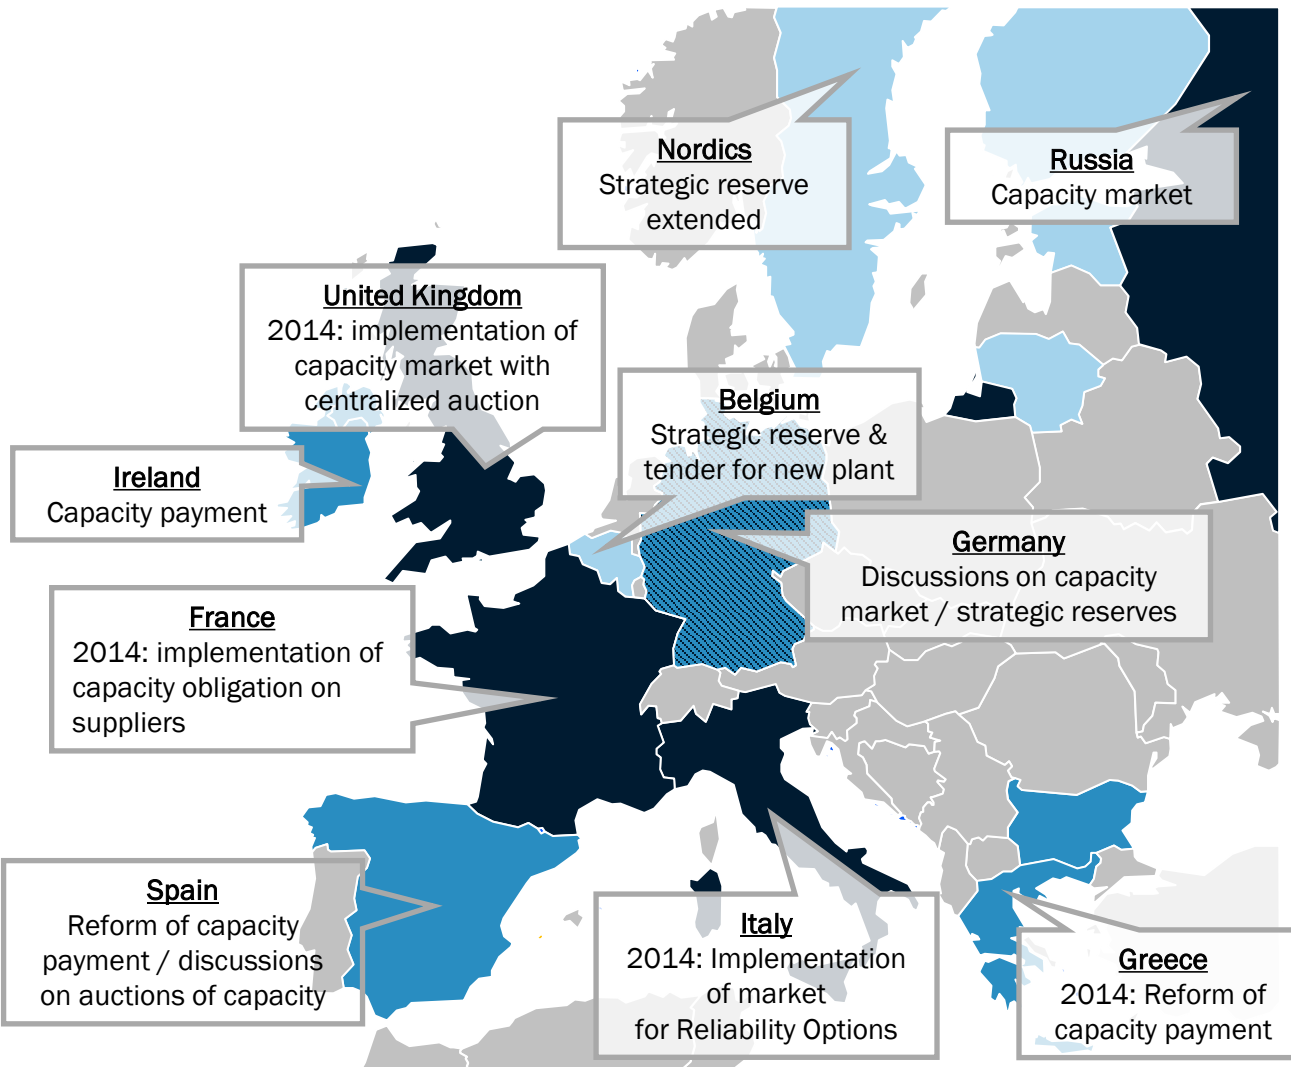 Nordics
Strategic reserve
extended
Russia
Capacity market
United Kingdom
2014: implementation of
capacity market with
centralized auction
Belgium
Strategic reserve &
tender for new plant
Ireland
Capacity payment
Germany
Discussions on capacity
market / strategic reserves
France
2014: implementation of
capacity obligation on
suppliers
Spain
Reform of capacity
payment / discussions
on auctions of capacity
Italy
2014: Implementation
of market
for Reliability Options
Greece
2014: Reform of
capacity payment